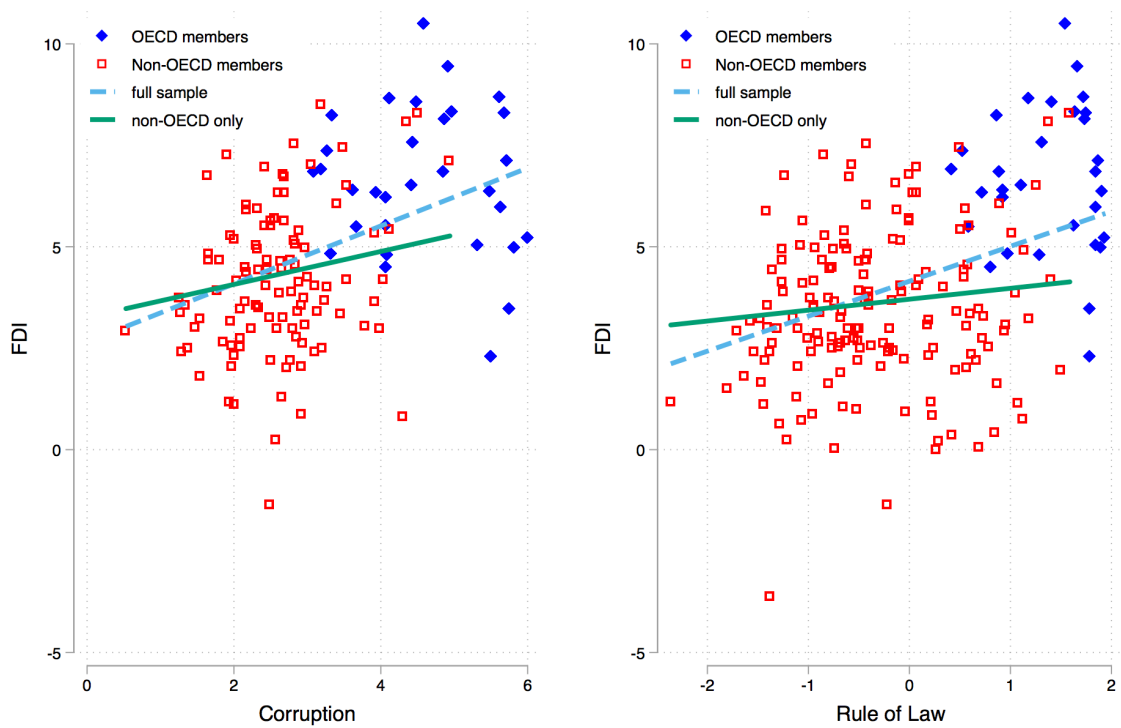 OECD members
Non-OECD members
full sample
non-OECD only
10
5
0
-5
FDI
0
2
4
6
Corruption
OECD members
Non-OECD members
full sample
non-OECD only
10
5
0
-5
FDI
-2
-1
0
1
2
Rule of Law